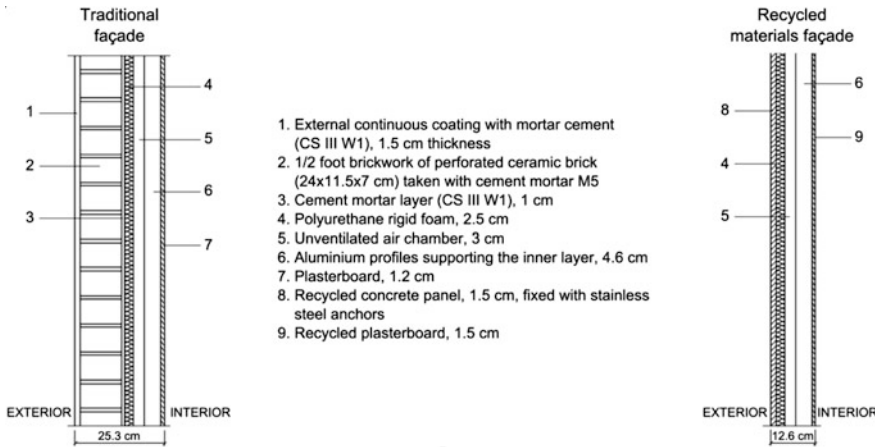 Traditional
façade
Recycled
materials façade
1
2
3
4
5
6
7
1. External continuous coating with mortar cement
(CS III W1), 1.5 cm thickness
2. 1/2 foot brickwork of perforated ceramic brick
(24x11.5x7 cm) taken with cement mortar M5
3. Cement mortar layer (CS III W1), 1 cm
4. Polyurethane rigid foam, 2.5 cm
5. Unventilated air chamber, 3 cm
6. Aluminium profiles supporting the inner layer, 4.6 cm
7. Plasterboard, 1.2 cm
8. Recycled concrete panel, 1.5 cm, fixed with stainless
steel anchors
9. Recycled plasterboard, 1.5 cm
8
4
5
6
9
EXTERIOR
INTERIOR
25.3 cm
EXTERIOR
INTERIOR
12.6 cm